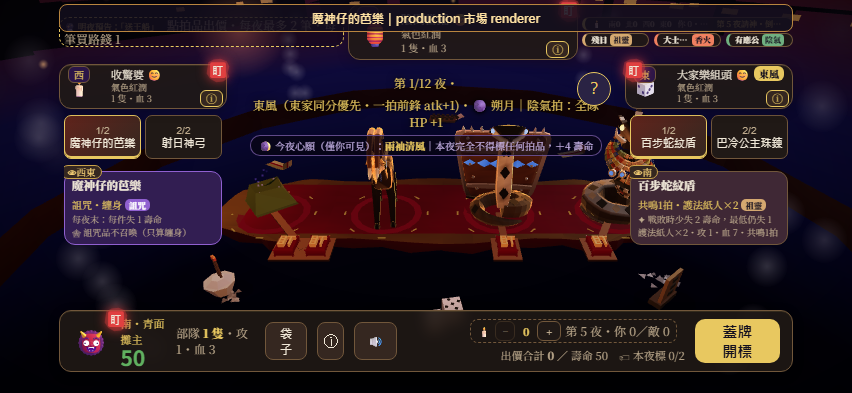 魔神仔的芭樂｜production 市場 renderer
筆買路錢 1
氣色紅潤
1 隻・血 3
殘日 祖靈
大士… 香火
有應公 陰氣
西
收驚婆
盯
氣色紅潤
1 隻・血 3
第 1/12 夜・
東風（東家同分優先・一拍前鋒 atk+1）・ 朔月｜陰氣拍：全隊
HP +1
?
盯
東
大家樂組頭
東風
氣色紅潤
1 隻・血 3
1/2
魔神仔的芭樂
2/2
射日神弓
今夜心願（僅你可見）：兩袖清風｜本夜完全不得標任何拍品，＋4 壽命
1/2
百步蛇紋盾
2/2
巴冷公主珠鍊
西東
魔神仔的芭樂
詛咒・纏身 詛咒
每夜末：每件失 1 壽命
詛咒品不召喚（只算纏身）
南
百步蛇紋盾
共鳴1拍・護法紙人×2 祖靈
✦ 戰敗時少失 2 壽命，最低仍失 1
護法紙人×2・攻 1・血 7・共鳴1拍
盯
南・青面
攤主
50
部隊 1 隻・攻
1・血 3
袋
子
− 0 + 第 5 夜・你 0／敵 0
出價合計 0 ／ 壽命 50 本夜標 0/2
蓋牌
開標